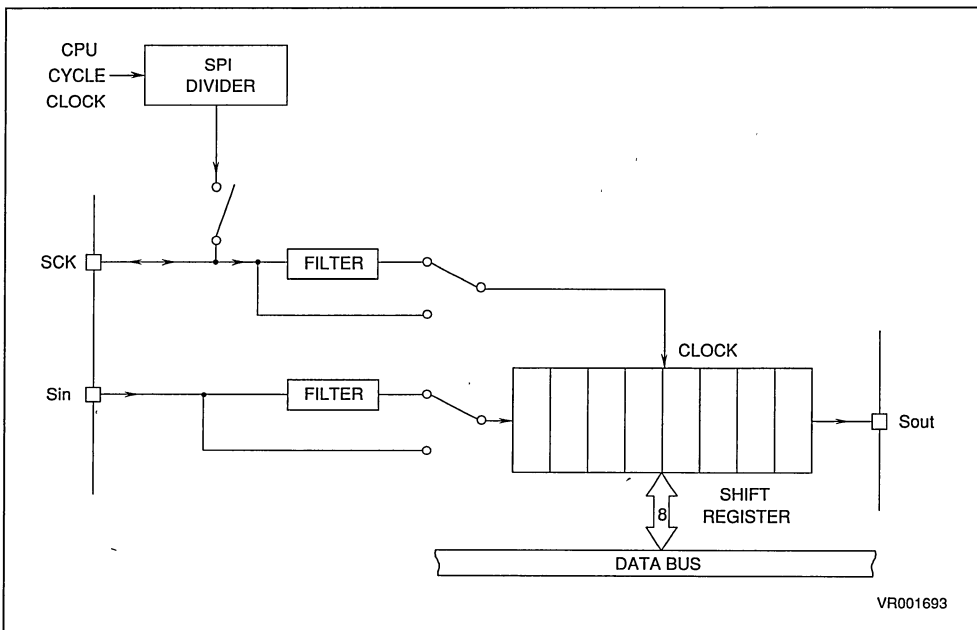 CPU
CYCLE
CLOCK
SPI
DIVIDER
SCK
FILTER
CLOCK
Sin
FILTER
Sout
SHIFT
REGISTER
8
DATA BUS
VR001693